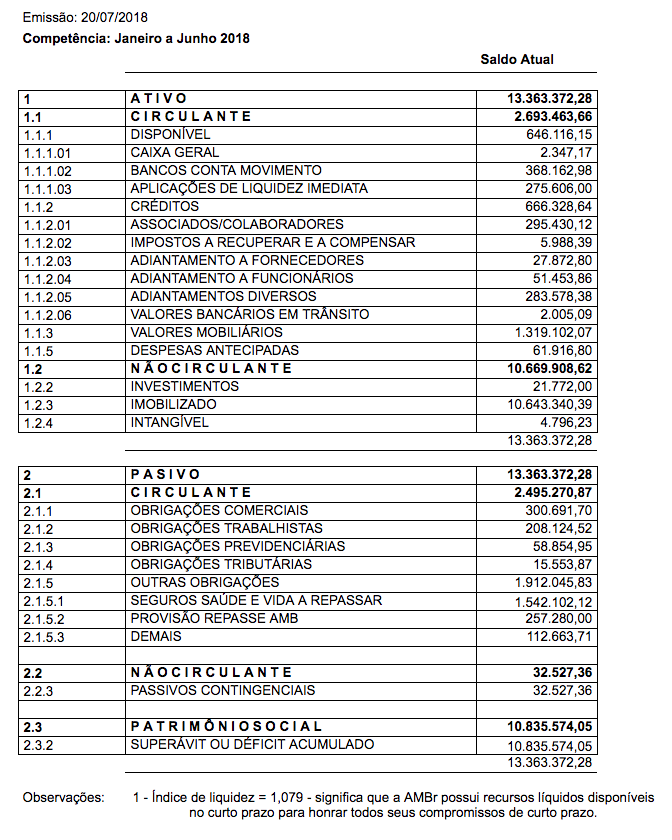 Emissão: 20/07/2018
Competência: Janeiro a Junho 2018
Saldo Atual
1 A T I V O 13.363.372,28
1.1 C I R C U L A N T E 2.693.463,66
1.1.1 DISPONÍVEL 646.116,15
1.1.1.01 CAIXA GERAL 2.347,17
1.1.1.02 BANCOS CONTA MOVIMENTO 368.162,98
1.1.1.03 APLICAÇÕES DE LIQUIDEZ IMEDIATA 275.606,00
1.1.2 CRÉDITOS 666.328,64
1.1.2.01 ASSOCIADOS/COLABORADORES 295.430,12
1.1.2.02 IMPOSTOS A RECUPERAR E A COMPENSAR 5.988,39
1.1.2.03 ADIANTAMENTO A FORNECEDORES 27.872,80
1.1.2.04 ADIANTAMENTO A FUNCIONÁRIOS 51.453,86
1.1.2.05 ADIANTAMENTOS DIVERSOS 283.578,38
1.1.2.06 VALORES BANCÁRIOS EM TRÂNSITO 2.005,09
1.1.3 VALORES MOBILIÁRIOS 1.319.102,07
1.1.5 DESPESAS ANTECIPADAS 61.916,80
1.2 N Ã O C I R C U L A N T E 10.669.908,62
1.2.2 INVESTIMENTOS 21.772,00
1.2.3 IMOBILIZADO 10.643.340,39
1.2.4 INTANGÍVEL 4.796,23
13.363.372,28
2 P A S I V O 13.363.372,28
2.1 C I R C U L A N T E 2.495.270,87
2.1.1 OBRIGAÇÕES COMERCIAIS 300.691,70
2.1.2 OBRIGAÇÕES TRABALHISTAS 208.124,52
2.1.3 OBRIGAÇÕES PREVIDENCIÁRIAS 58.854,95
2.1.4 OBRIGAÇÕES TRIBUTÁRIAS 15.553,87
2.1.5 OUTRAS OBRIGAÇÕES 1.912.045,83
2.1.5.1 SEGUROS SAÚDE E VIDA A REPASSAR 1.542.102,12
2.1.5.2 PROVISÃO REPASSE AMB 257.280,00
2.1.5.3 DEMAIS 112.663,71
2.2 N Ã O C I R C U L A N T E 32.527,36
2.2.3 PASSIVOS CONTINGENCIAIS 32.527,36
2.3 P A T R I M Ô N I O S O C I A L 10.835.574,05
2.3.2 SUPERÁVIT OU DÉFICIT ACUMULADO 10.835.574,05
13.363.372,28
Observações: 1 - Índice de liquidez = 1,079 - significa que a AMBr possui recursos líquidos disponíveis
no curto prazo para honrar todos seus compromissos de curto prazo.